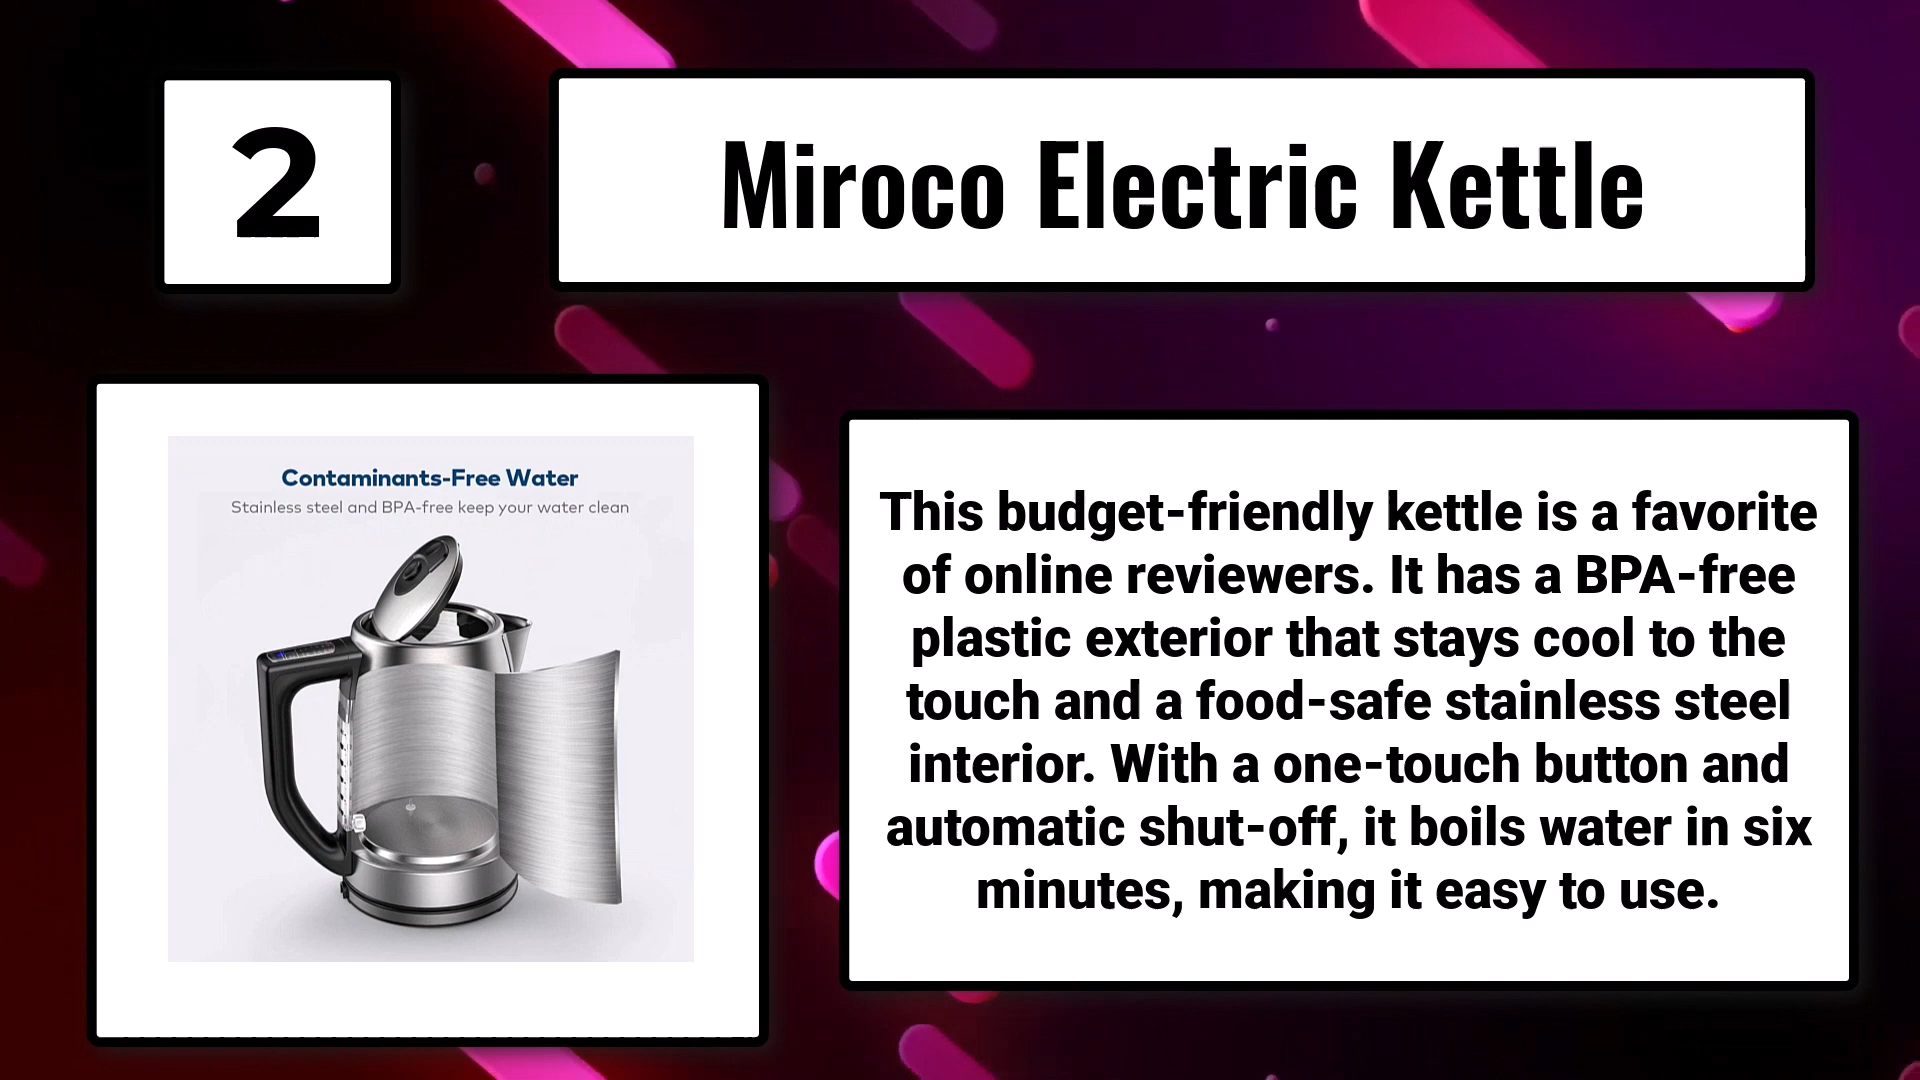 2
Miroco Electric Kettle
Contaminants-Free Water
Stainless steel and BPA-free keep your water clean
This budget-friendly kettle is a favorite
of online reviewers. It has a BPA-free
plastic exterior that stays cool to the
touch and a food-safe stainless steel
interior. With a one-touch button and
automatic shut-off, it boils water in six
minutes, making it easy to use.